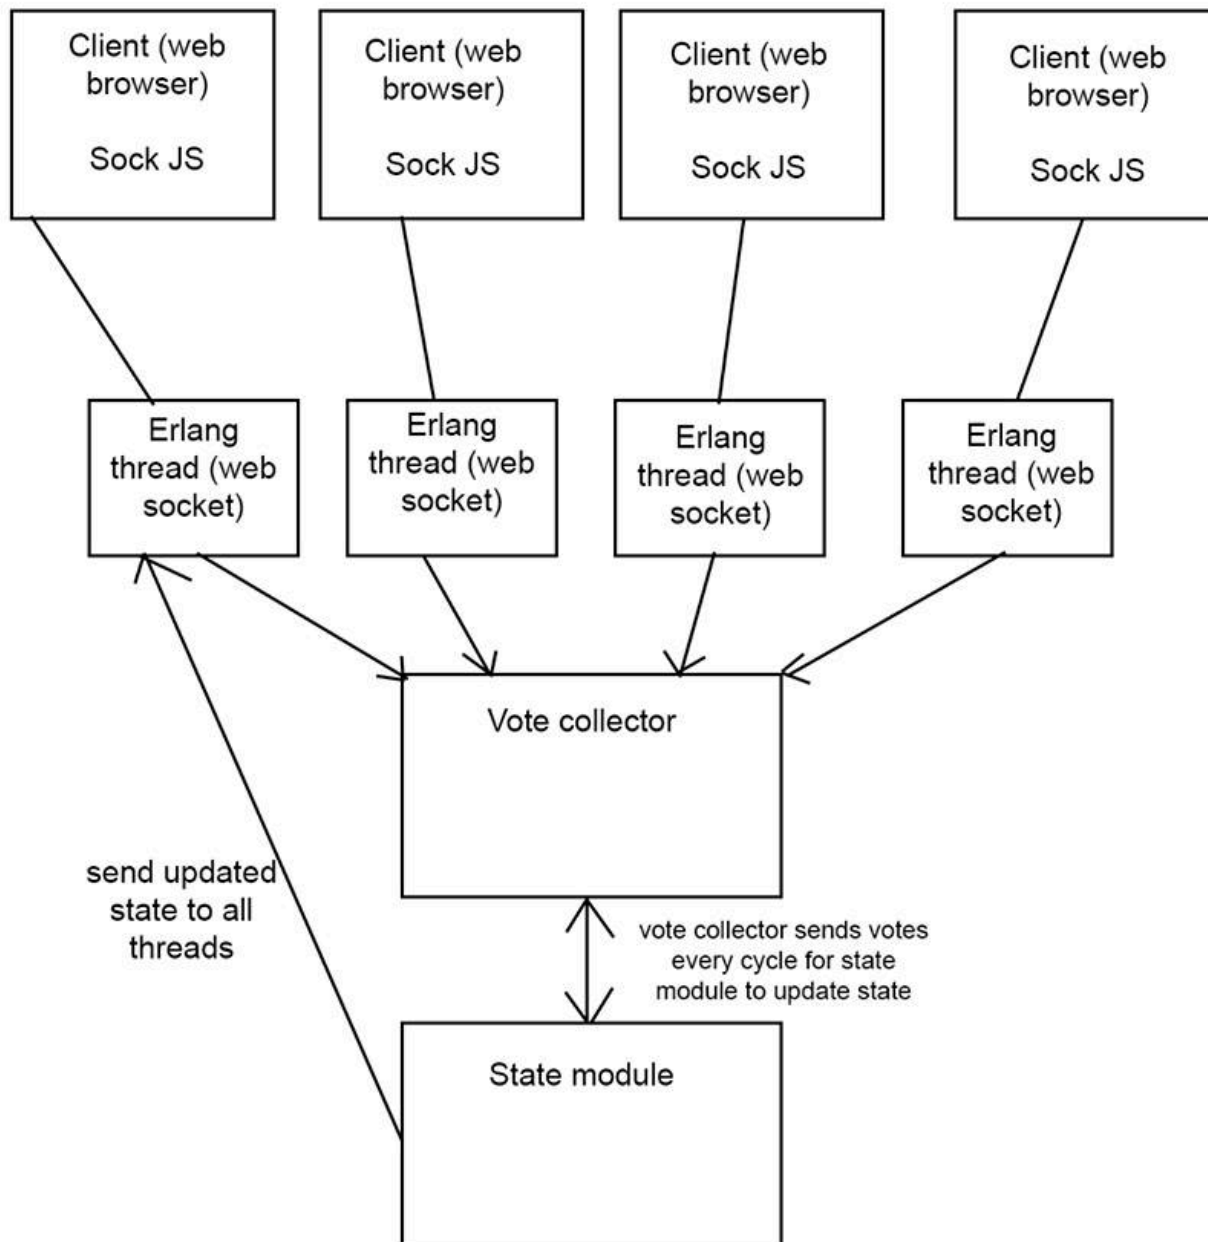 Client (web
browser)
Sock JS
Client (web
browser)
Sock JS
Client (web
browser)
Sock JS
Client (web
browser)
Sock JS
Erlang
thread (web
socket)
Erlang
thread (web
socket)
Erlang
thread (web
socket)
Erlang
thread (web
socket)
Vote collector
send updated
state to all
threads
vote collector sends votes
every cycle for state
module to update state
State module